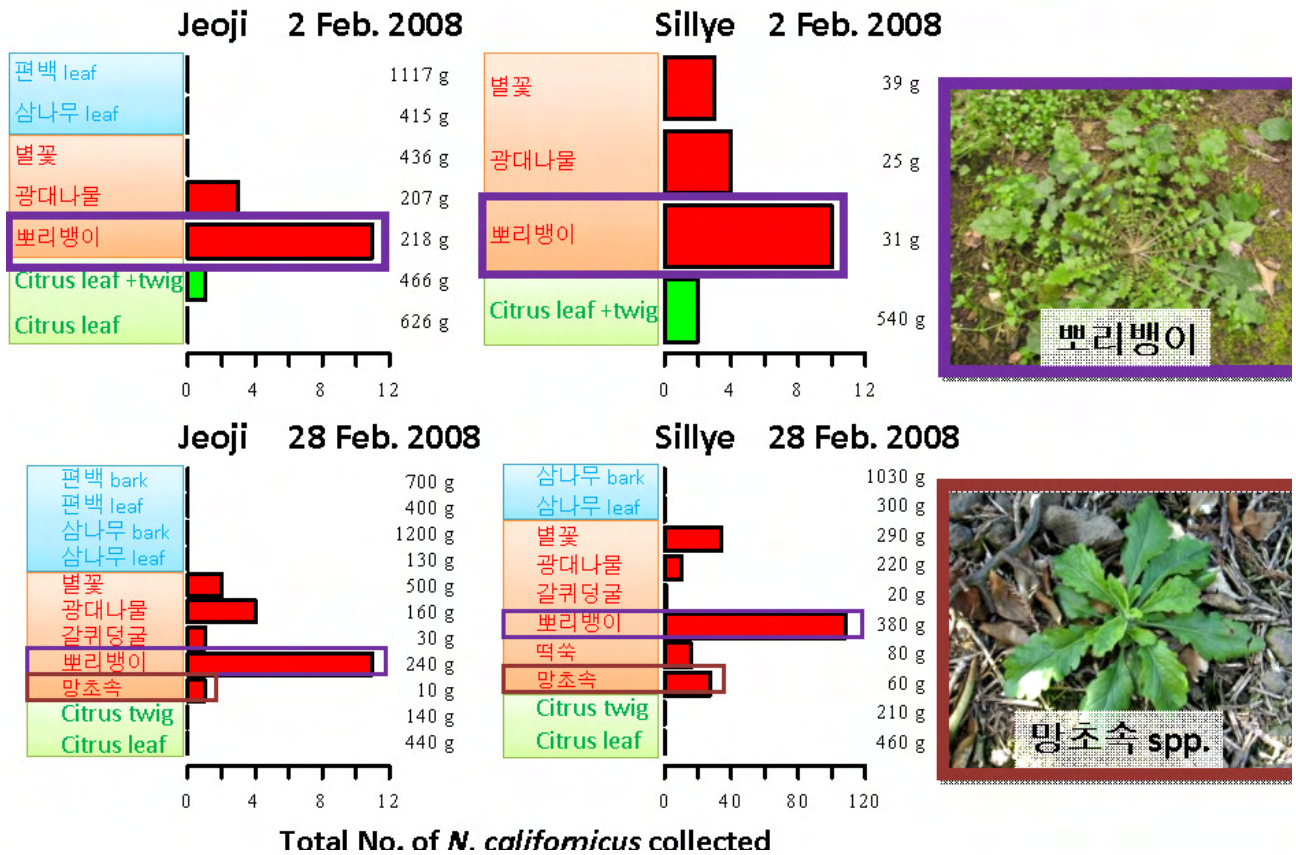 Jeoji 2 Feb. 2008
편백 leaf 1117 g
삼나무 leaf 415 g
별꽃 436 g
광대나물 207 g
뽀리뱅이 218 g
Citrus leaf +twig 466 g
Citrus leaf 626 g
0 4 8 12
Sillye 2 Feb. 2008
별꽃 39 g
광대나물 25 g
뽀리뱅이 31 g
Citrus leaf +twig 540 g
0 4 8 12
뽀리뱅이
Jeoji 28 Feb. 2008
편백 bark 700 g
편백 leaf 400 g
삼나무 bark 1200 g
삼나무 leaf 130 g
별꽃 500 g
광대나물 160 g
갈퀴덩굴 30 g
뽀리뱅이 240 g
망초속 10 g
Citrus twig 140 g
Citrus leaf 440 g
0 4 8 12
Sillye 28 Feb. 2008
삼나무 bark 1030 g
삼나무 leaf 300 g
별꽃 290 g
광대나물 220 g
갈퀴덩굴 20 g
뽀리뱅이 380 g
떡쑥 80 g
망초속 60 g
Citrus twig 210 g
Citrus leaf 460 g
0 40 80 120
망초속 spp.
Total No. of N. californicus collected